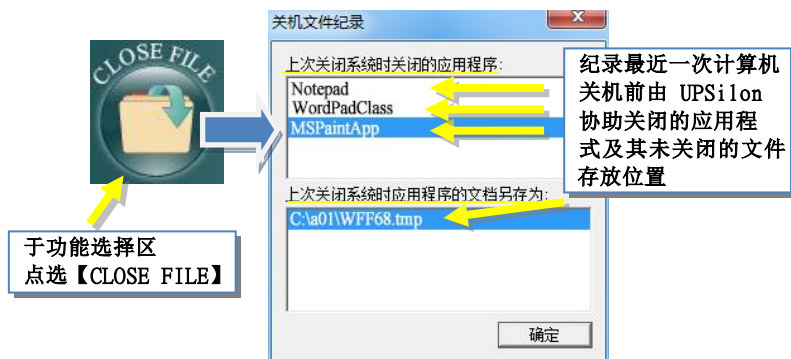 CLOSE FILE
关机文件纪录
上次关闭系统时关闭的应用程序:
Notepad
WordPadClass
MSPaintApp
纪录最近一次计算机
关机前由 UPSilon
协助关闭的应用程
式及其未关闭的文件
存放位置
上次关闭系统时应用程序的文档另存为:
C:\a01\WFF68.tmp
于功能选择区
点选【CLOSE FILE】
确定